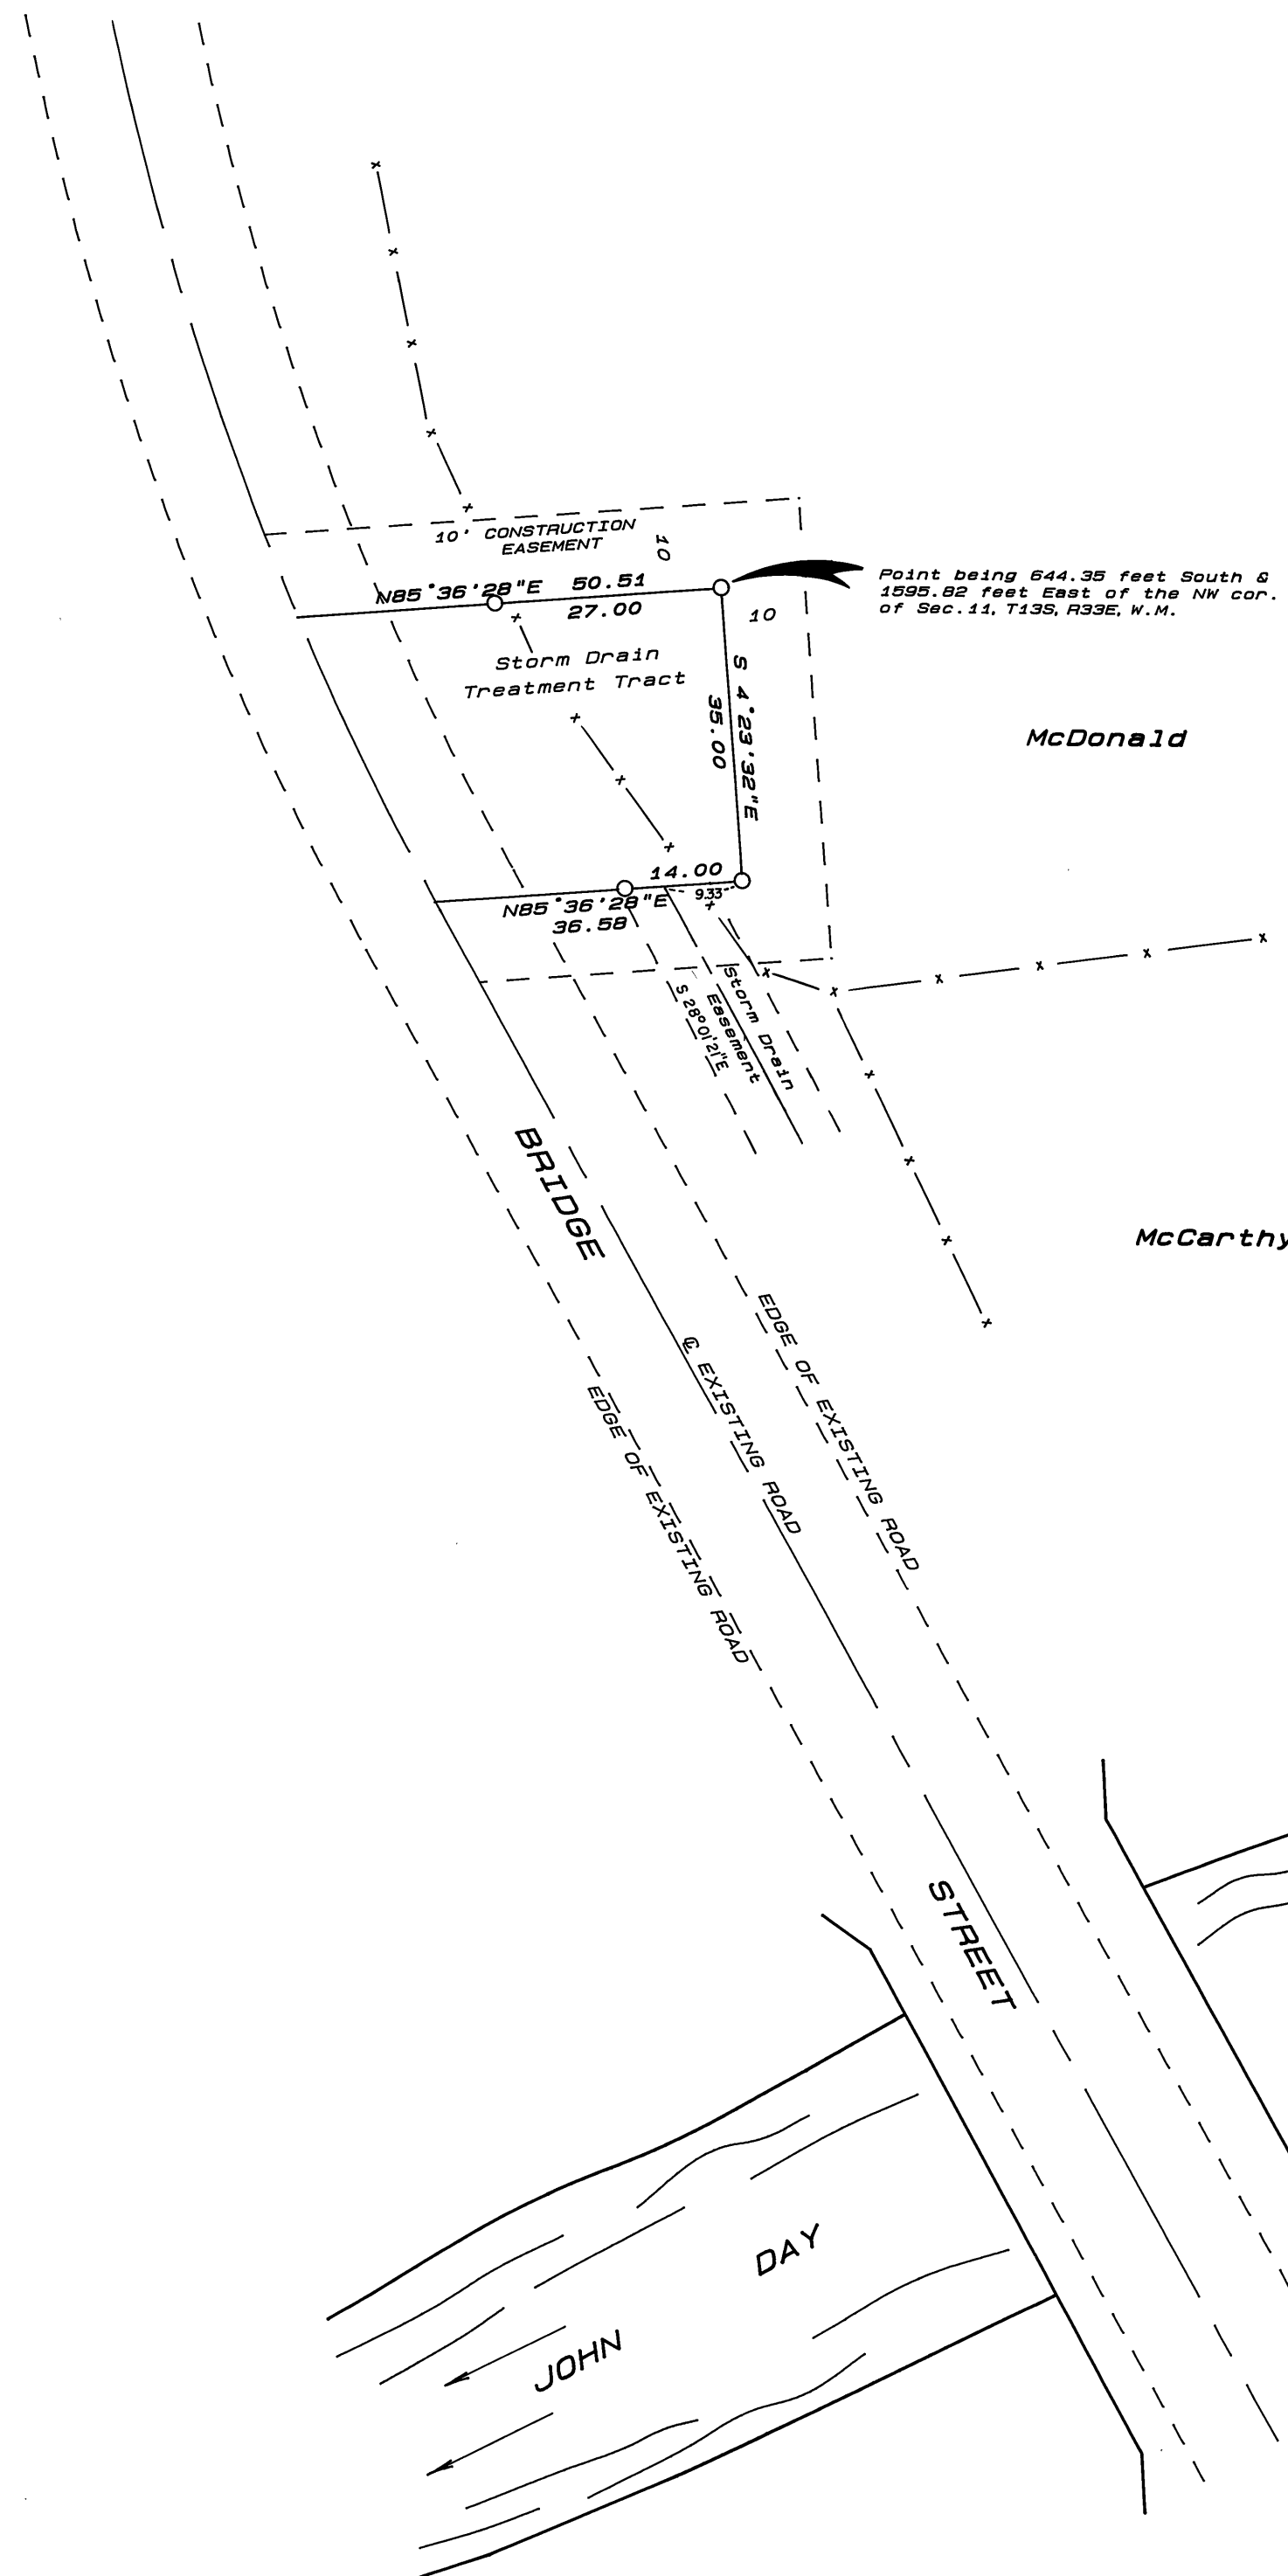 10' CONSTRUCTION
EASEMENT
10
N85°36'28"E 50.51
27.00
10
Point being 644.35 feet South &
1595.82 feet East of the NW cor.
of Sec.11, T13S, R33E, W.M.
Storm Drain
Treatment Tract
S 4°23'32"E
35.00
McDonald
14.00
9.33
N85°36'28"E
36.58
Storm Drain
Easement
S 28°01'21"E
BRIDGE
McCarthy
EDGE OF EXISTING ROAD
℄ EXISTING ROAD
EDGE OF EXISTING ROAD
STREET
DAY
JOHN